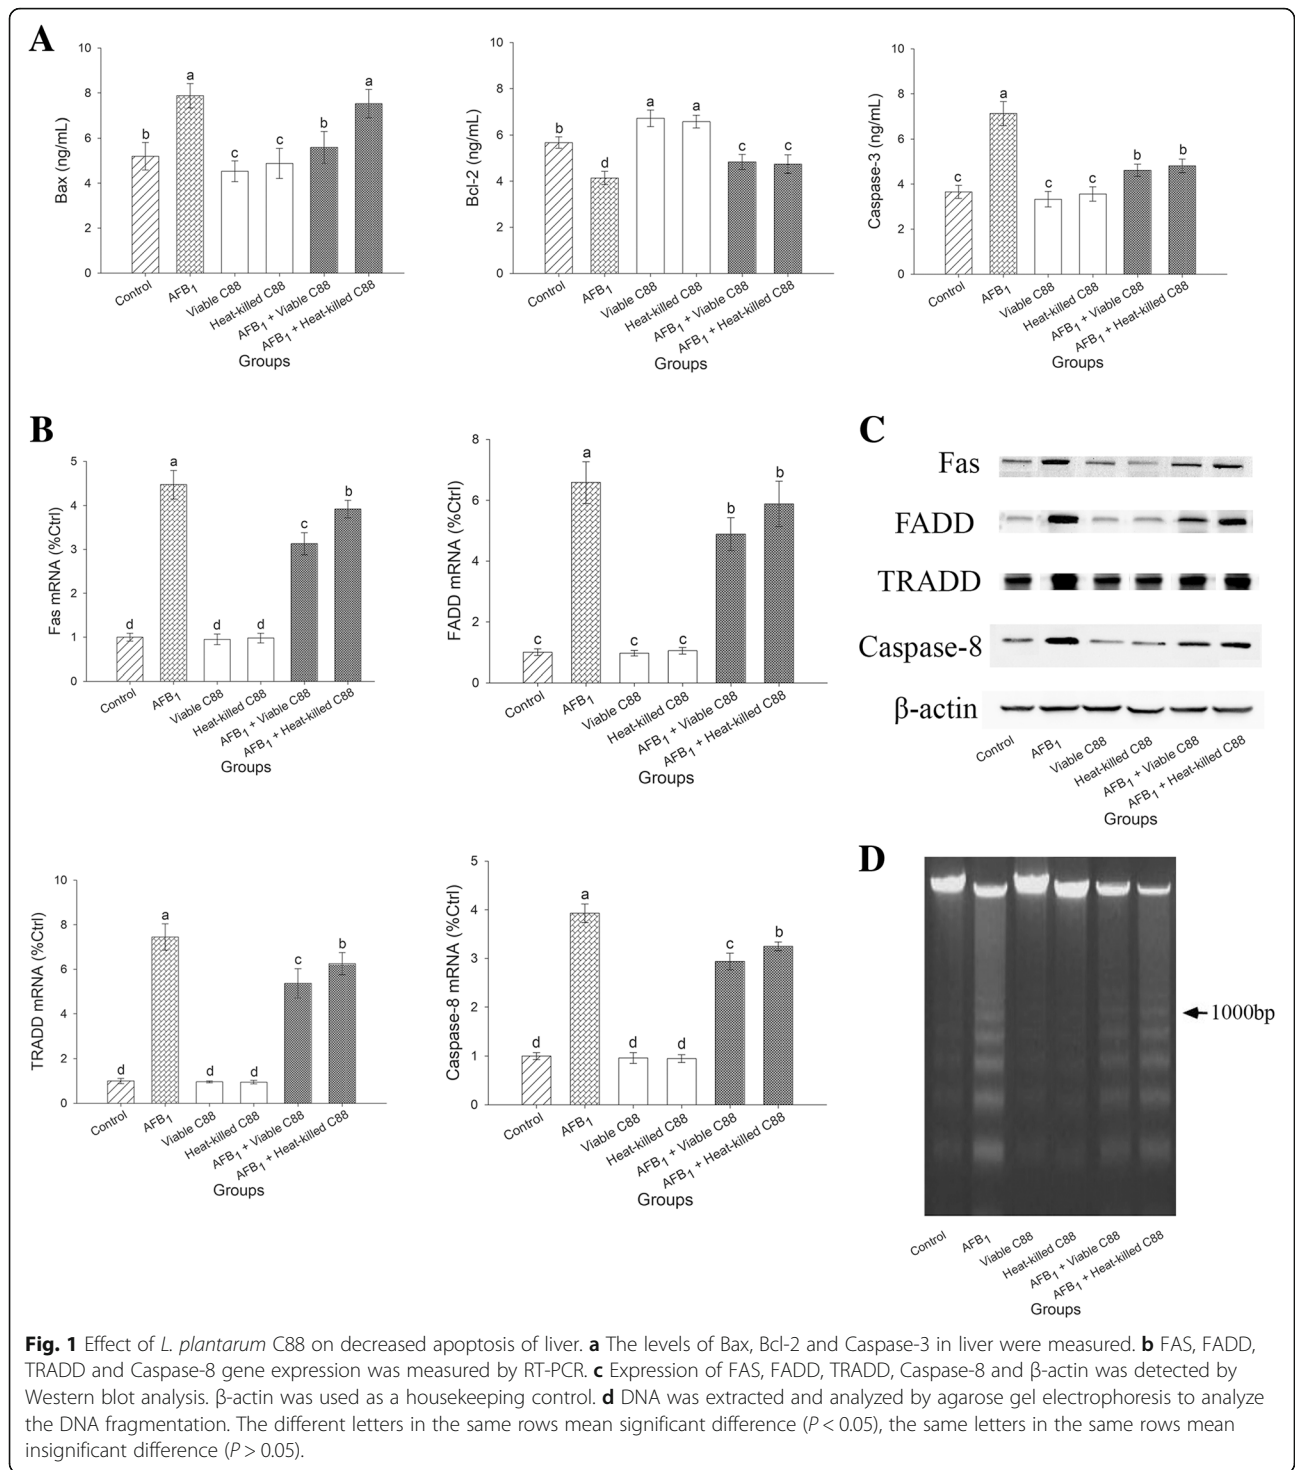 A
10
8
6
4
2
0
Bax (ng/mL)
b
a
c
c
b
a
Control
AFB1
Viable C88
Heat-killed C88
AFB1 + Viable C88
AFB1 + Heat-killed C88
Groups
10
8
6
4
2
0
Bcl-2 (ng/mL)
b
d
a
a
c
c
Control
AFB1
Viable C88
Heat-killed C88
AFB1 + Viable C88
AFB1 + Heat-killed C88
Groups
10
8
6
4
2
0
Caspase-3 (ng/mL)
c
a
c
c
b
b
Control
AFB1
Viable C88
Heat-killed C88
AFB1 + Viable C88
AFB1 + Heat-killed C88
Groups
B
5
4
3
2
1
0
Fas mRNA (%Ctrl)
d
a
d
d
c
b
Control
AFB1
Viable C88
Heat-killed C88
AFB1 + Viable C88
AFB1 + Heat-killed C88
Groups
8
6
4
2
0
FADD mRNA (%Ctrl)
c
a
c
c
b
b
Control
AFB1
Viable C88
Heat-killed C88
AFB1 + Viable C88
AFB1 + Heat-killed C88
Groups
10
8
6
4
2
0
TRADD mRNA (%Ctrl)
d
a
d
d
c
b
Control
AFB1
Viable C88
Heat-killed C88
AFB1 + Viable C88
AFB1 + Heat-killed C88
Groups
5
4
3
2
1
0
Caspase-8 mRNA (%Ctrl)
d
a
d
d
c
b
Control
AFB1
Viable C88
Heat-killed C88
AFB1 + Viable C88
AFB1 + Heat-killed C88
Groups
C
Fas
FADD
TRADD
Caspase-8
β-actin
Control
AFB1
Viable C88
Heat-killed C88
AFB1 + Viable C88
AFB1 + Heat-killed C88
Groups
D
1000bp
Control
AFB1
Viable C88
Heat-killed C88
AFB1 + Viable C88
AFB1 + Heat-killed C88
Groups
Fig. 1 Effect of L. plantarum C88 on decreased apoptosis of liver. a The levels of Bax, Bcl-2 and Caspase-3 in liver were measured. b FAS, FADD,
TRADD and Caspase-8 gene expression was measured by RT-PCR. c Expression of FAS, FADD, TRADD, Caspase-8 and β-actin was detected by
Western blot analysis. β-actin was used as a housekeeping control. d DNA was extracted and analyzed by agarose gel electrophoresis to analyze
the DNA fragmentation. The different letters in the same rows mean significant difference (P < 0.05), the same letters in the same rows mean
insignificant difference (P > 0.05).